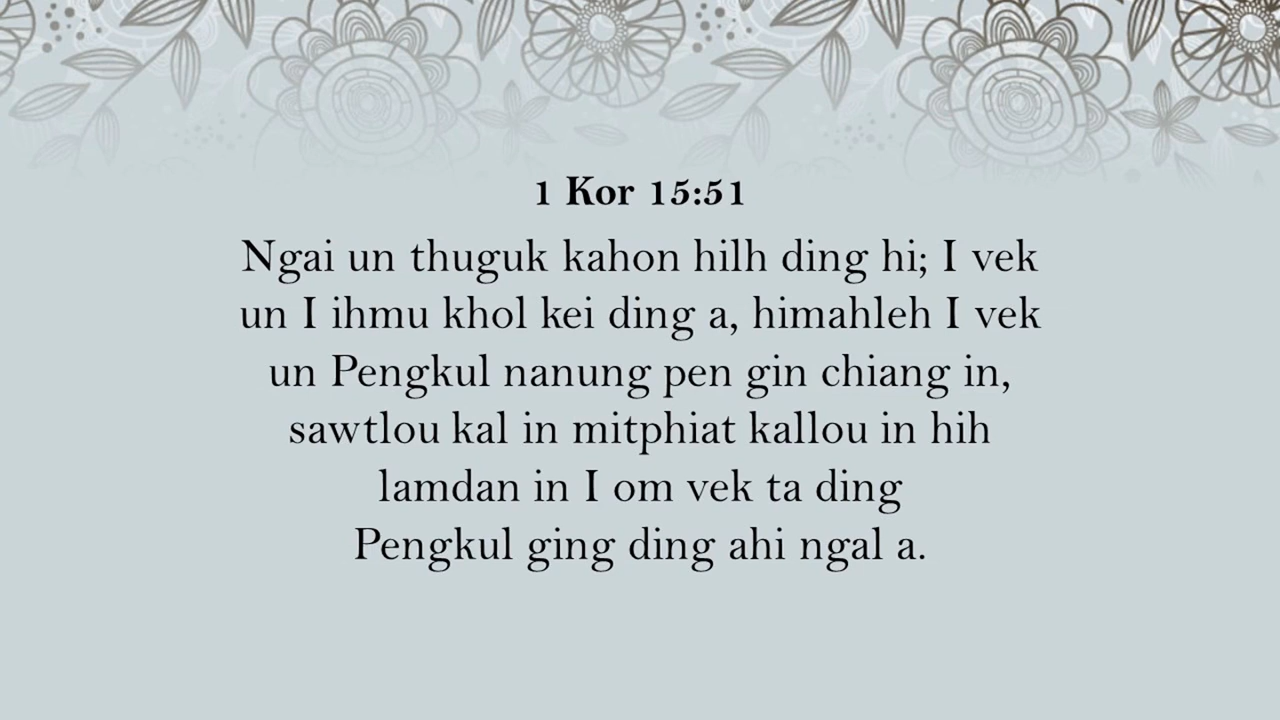 1 Kor 15:51
Ngai un thuguk kahon hilh ding hi; I vek
un I ihmu khol kei ding a, himahleh I vek
un Pengkul nanung pen gin chiang in,
sawtlou kal in mitphiat kallou in hih
lamdan in I om vek ta ding
Pengkul ging ding ahi ngal a.